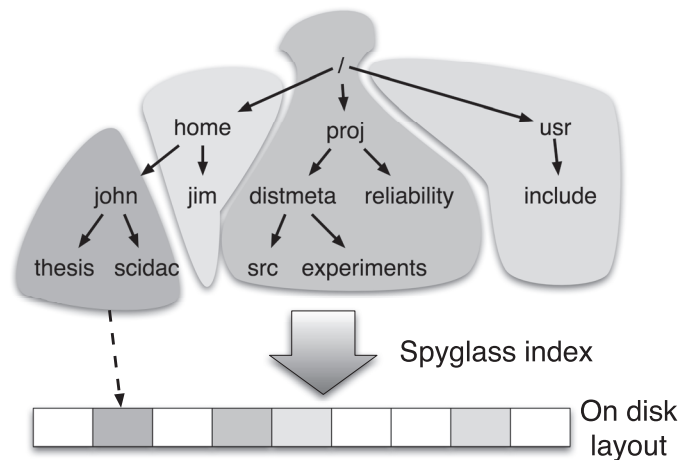 /
home
proj
usr
john
jim
distmeta
reliability
include
thesis
scidac
src
experiments
Spyglass index
On disk
layout